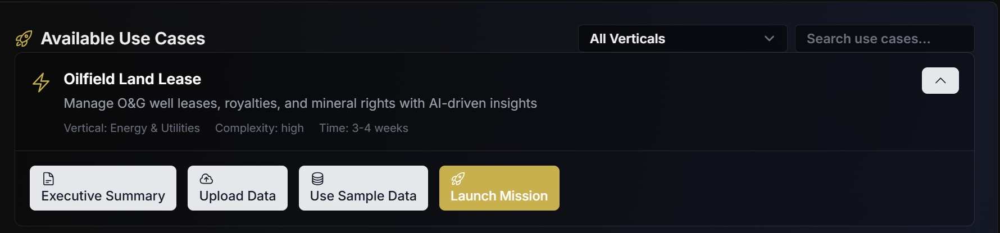 Available Use Cases
All Verticals
Search use cases...
Oilfield Land Lease
Manage O&G well leases, royalties, and mineral rights with AI-driven insights
Vertical: Energy & Utilities Complexity: high Time: 3-4 weeks
Executive Summary
Upload Data
Use Sample Data
Launch Mission